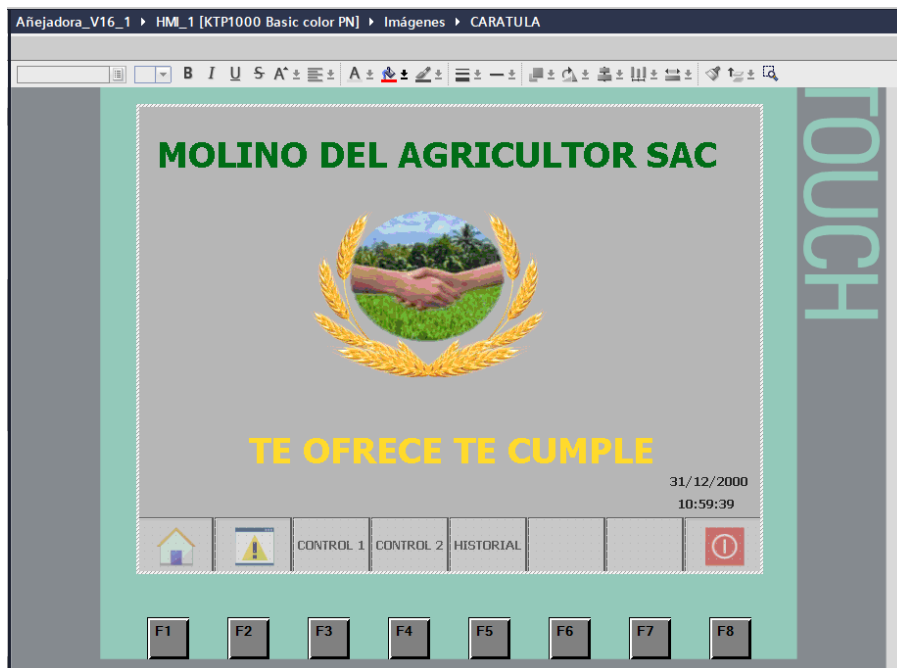 Añejadora_V16_1 ▸ HMI_1 [KTP1000 Basic color PN] ▸ Imágenes ▸ CARATULA
B I U S A A
TOUCH
MOLINO DEL AGRICULTOR SAC
TE OFRECE TE CUMPLE
31/12/2000
10:59:39
CONTROL 1 CONTROL 2 HISTORIAL
F1 F2 F3 F4 F5 F6 F7 F8